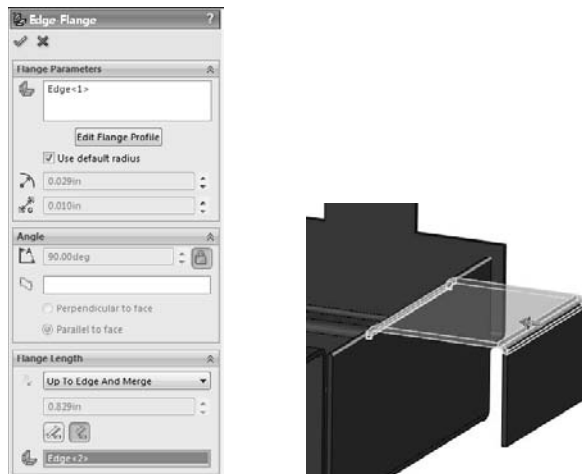 Edge-Flange ?
Flange Parameters
Edge<1>
Edit Flange Profile
Use default radius
0.029in
0.010in
Angle
90.00deg
Perpendicular to face
Parallel to face
Flange Length
Up To Edge And Merge
0.829in
Edge<2>